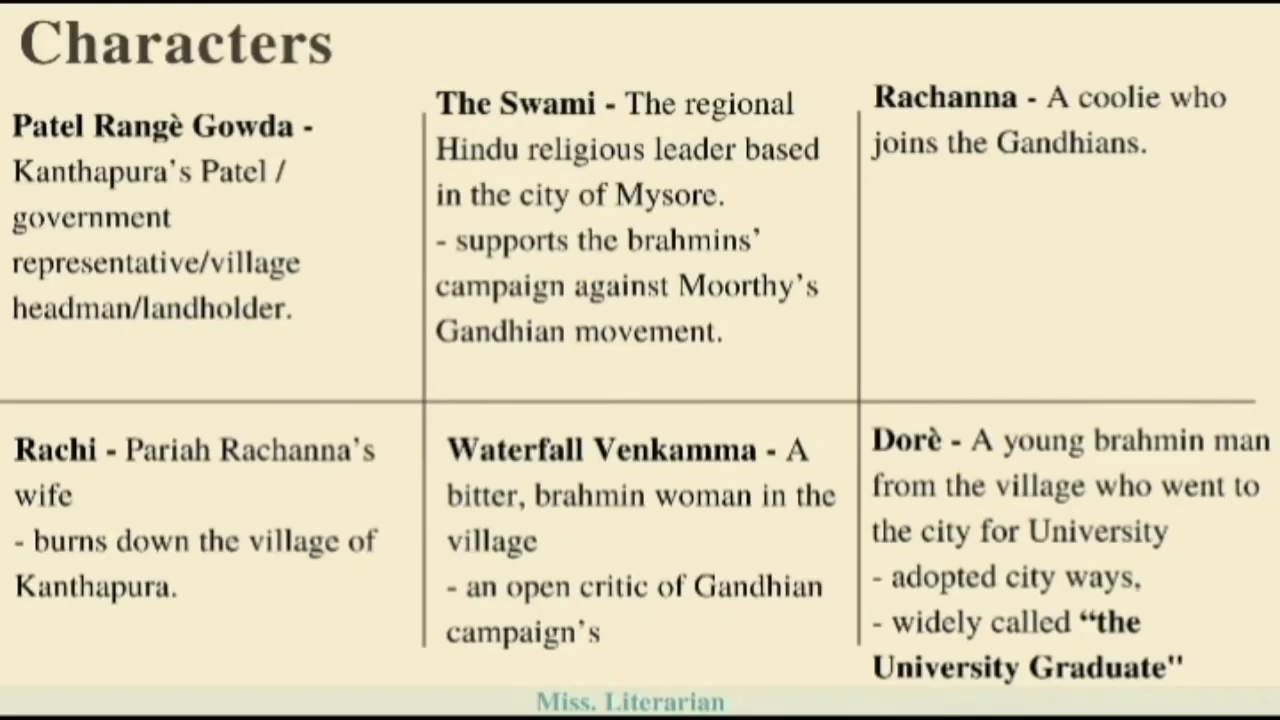 Characters
Patel Rangè Gowda -
Kanthapura's Patel /
government
representative/village
headman/landholder.
The Swami - The regional
Hindu religious leader based
in the city of Mysore.
- supports the brahmins'
campaign against Moorthy's
Gandhian movement.
Rachanna - A coolie who
joins the Gandhians.
Rachi - Pariah Rachanna's
wife
- burns down the village of
Kanthapura.
Waterfall Venkamma - A
bitter, brahmin woman in the
village
- an open critic of Gandhian
campaign's
Dorè - A young brahmin man
from the village who went to
the city for University
- adopted city ways,
- widely called “the
University Graduate"
Miss. Literarian